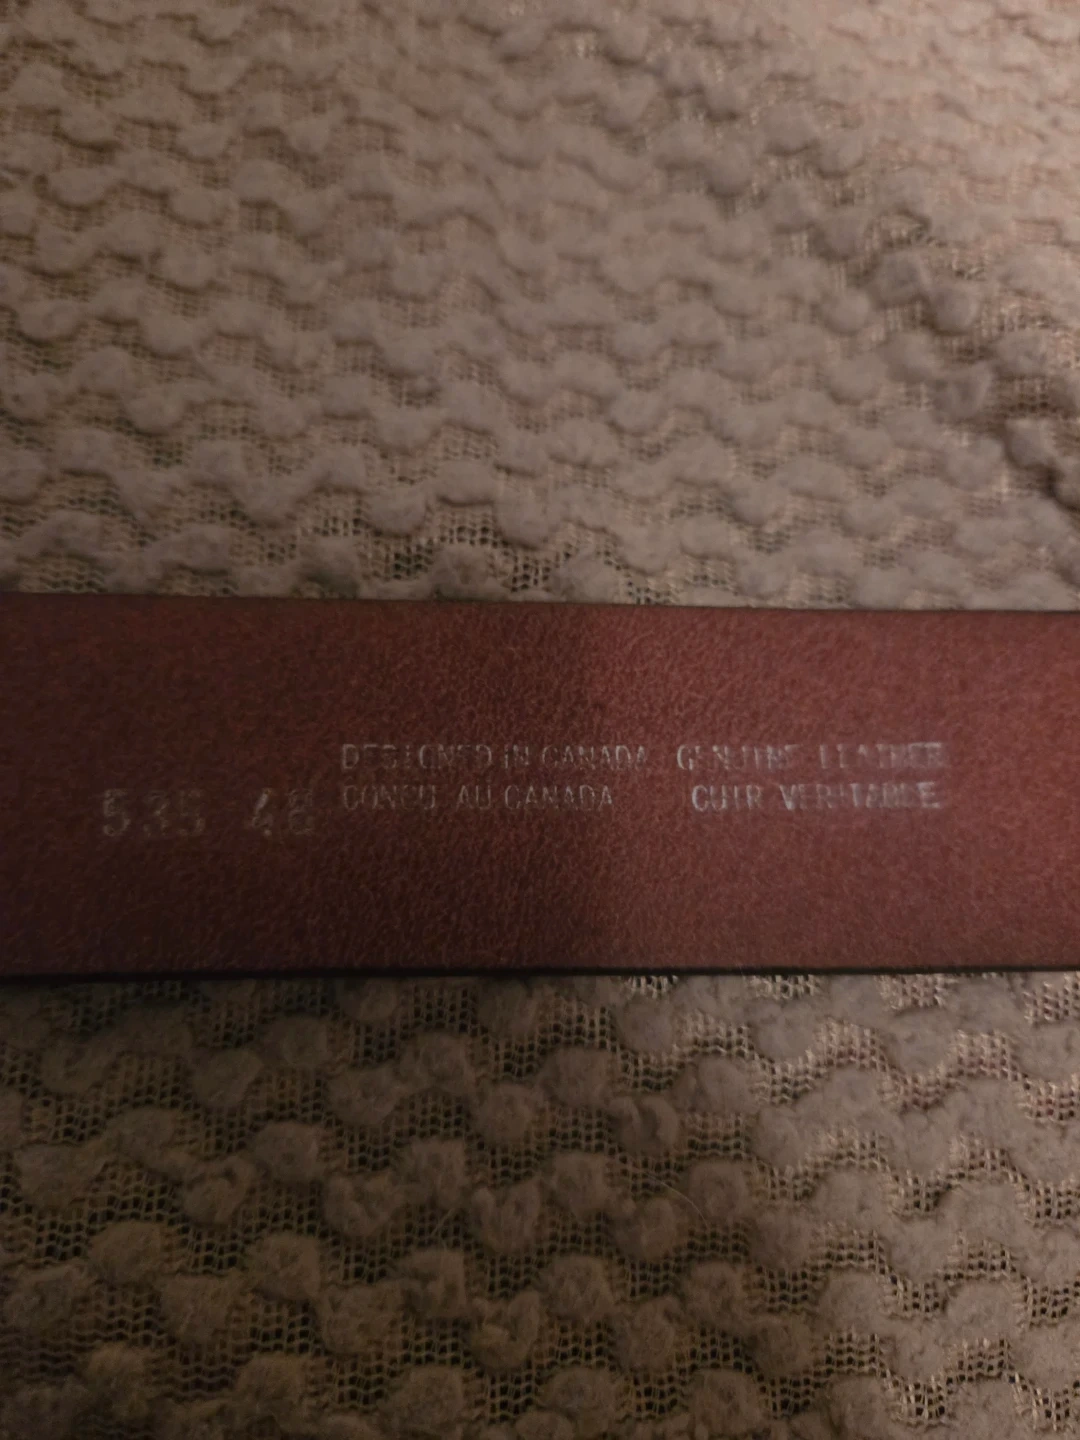 DESIGNED IN CANADA GENUINE LEATHER
535 48 CONCU AU CANADA CUIR VERITABLE